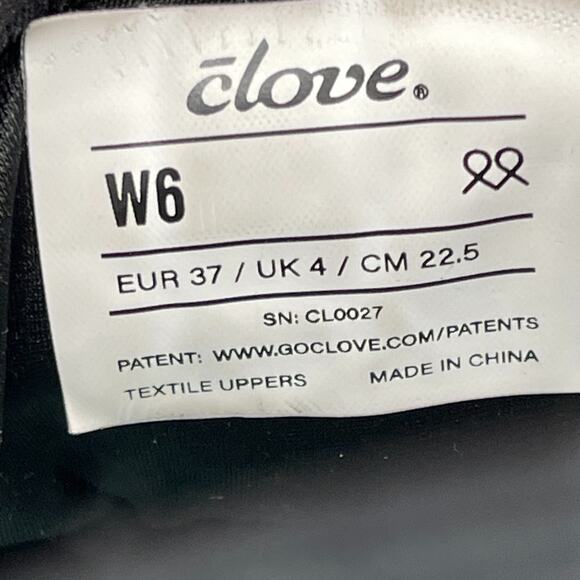 clove®
W6
EUR 37 / UK 4 / CM 22.5
SN: CL0027
PATENT: WWW.GOCLOVE.COM/PATENTS
TEXTILE UPPERS MADE IN CHINA